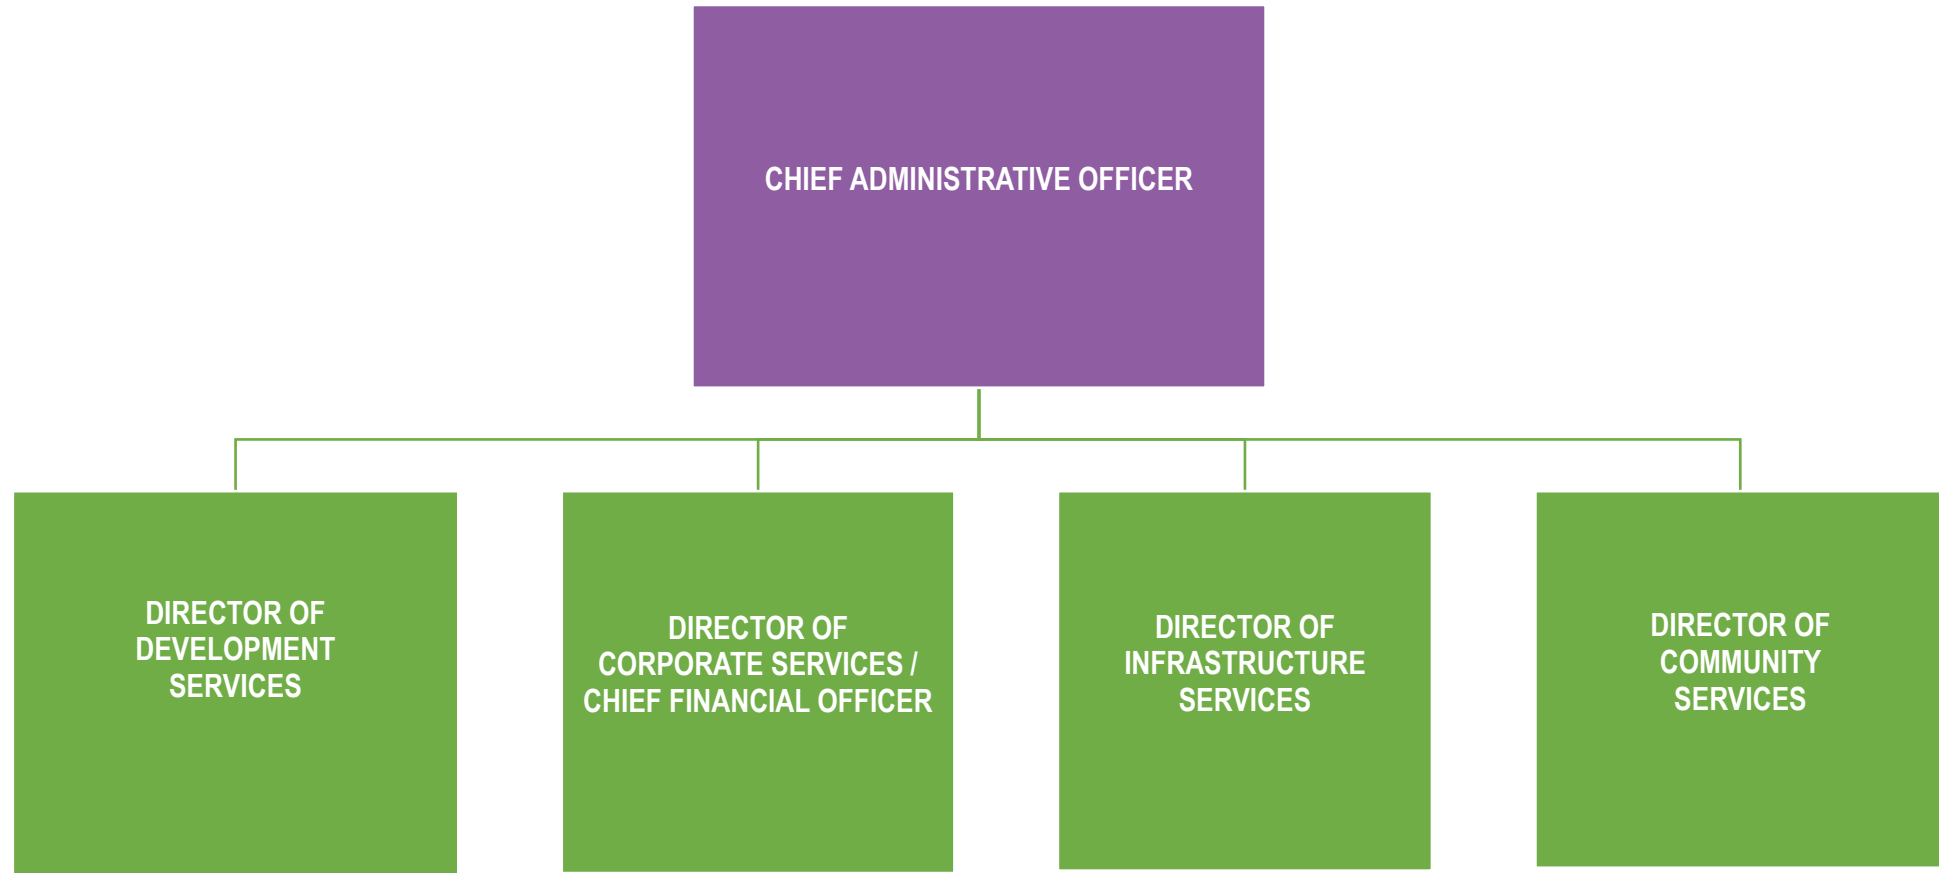 CHIEF ADMINISTRATIVE OFFICER
DIRECTOR OF
DEVELOPMENT
SERVICES
DIRECTOR OF
CORPORATE SERVICES /
CHIEF FINANCIAL OFFICER
DIRECTOR OF
INFRASTRUCTURE
SERVICES
DIRECTOR OF
COMMUNITY
SERVICES